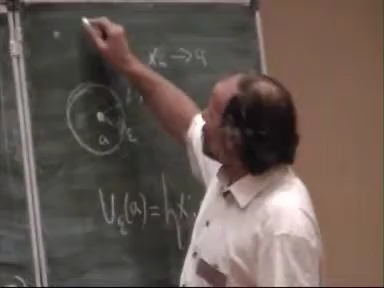 xₙ → a
a
ε
U_ε(a) = {x: